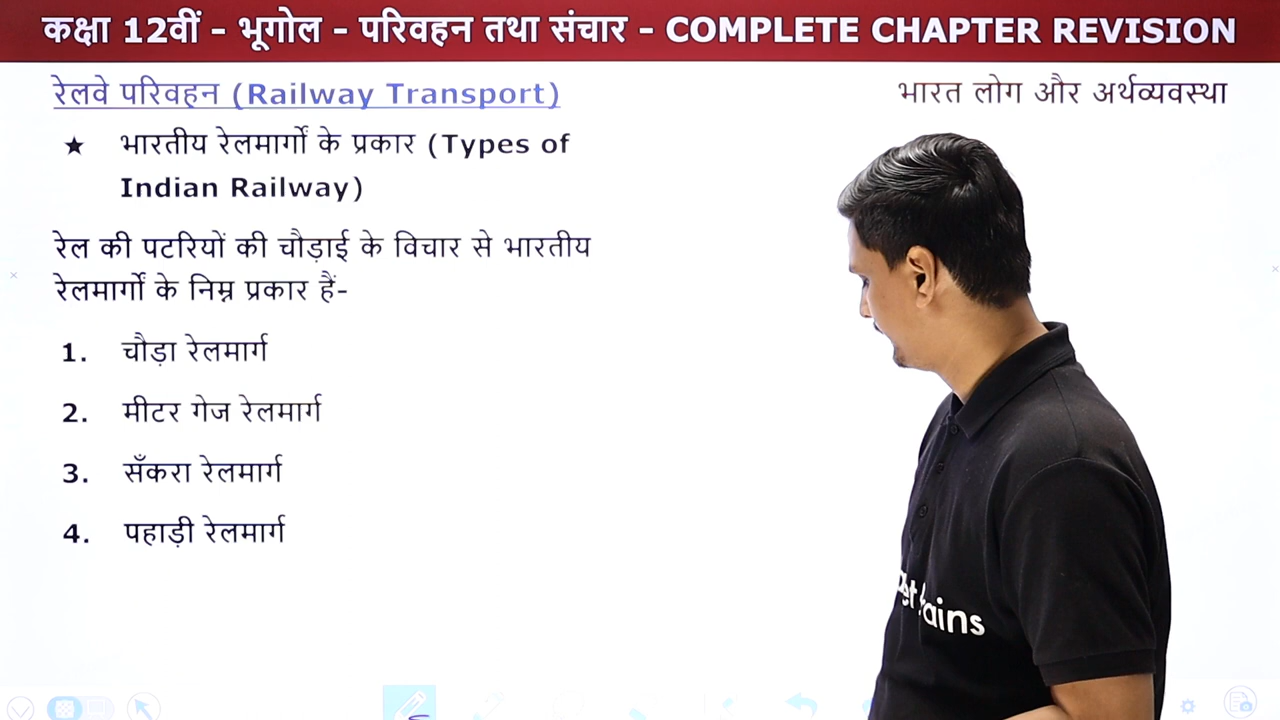 कक्षा 12वीं - भूगोल - परिवहन तथा संचार - COMPLETE CHAPTER REVISION
रेलवे परिवहन (Railway Transport)
भारत लोग और अर्थव्यवस्था
★ भारतीय रेलमार्गों के प्रकार (Types of
Indian Railway)
रेल की पटरियों की चौड़ाई के विचार से भारतीय
रेलमार्गों के निम्न प्रकार हैं-
1. चौड़ा रेलमार्ग
2. मीटर गेज रेलमार्ग
3. सँकरा रेलमार्ग
4. पहाड़ी रेलमार्ग